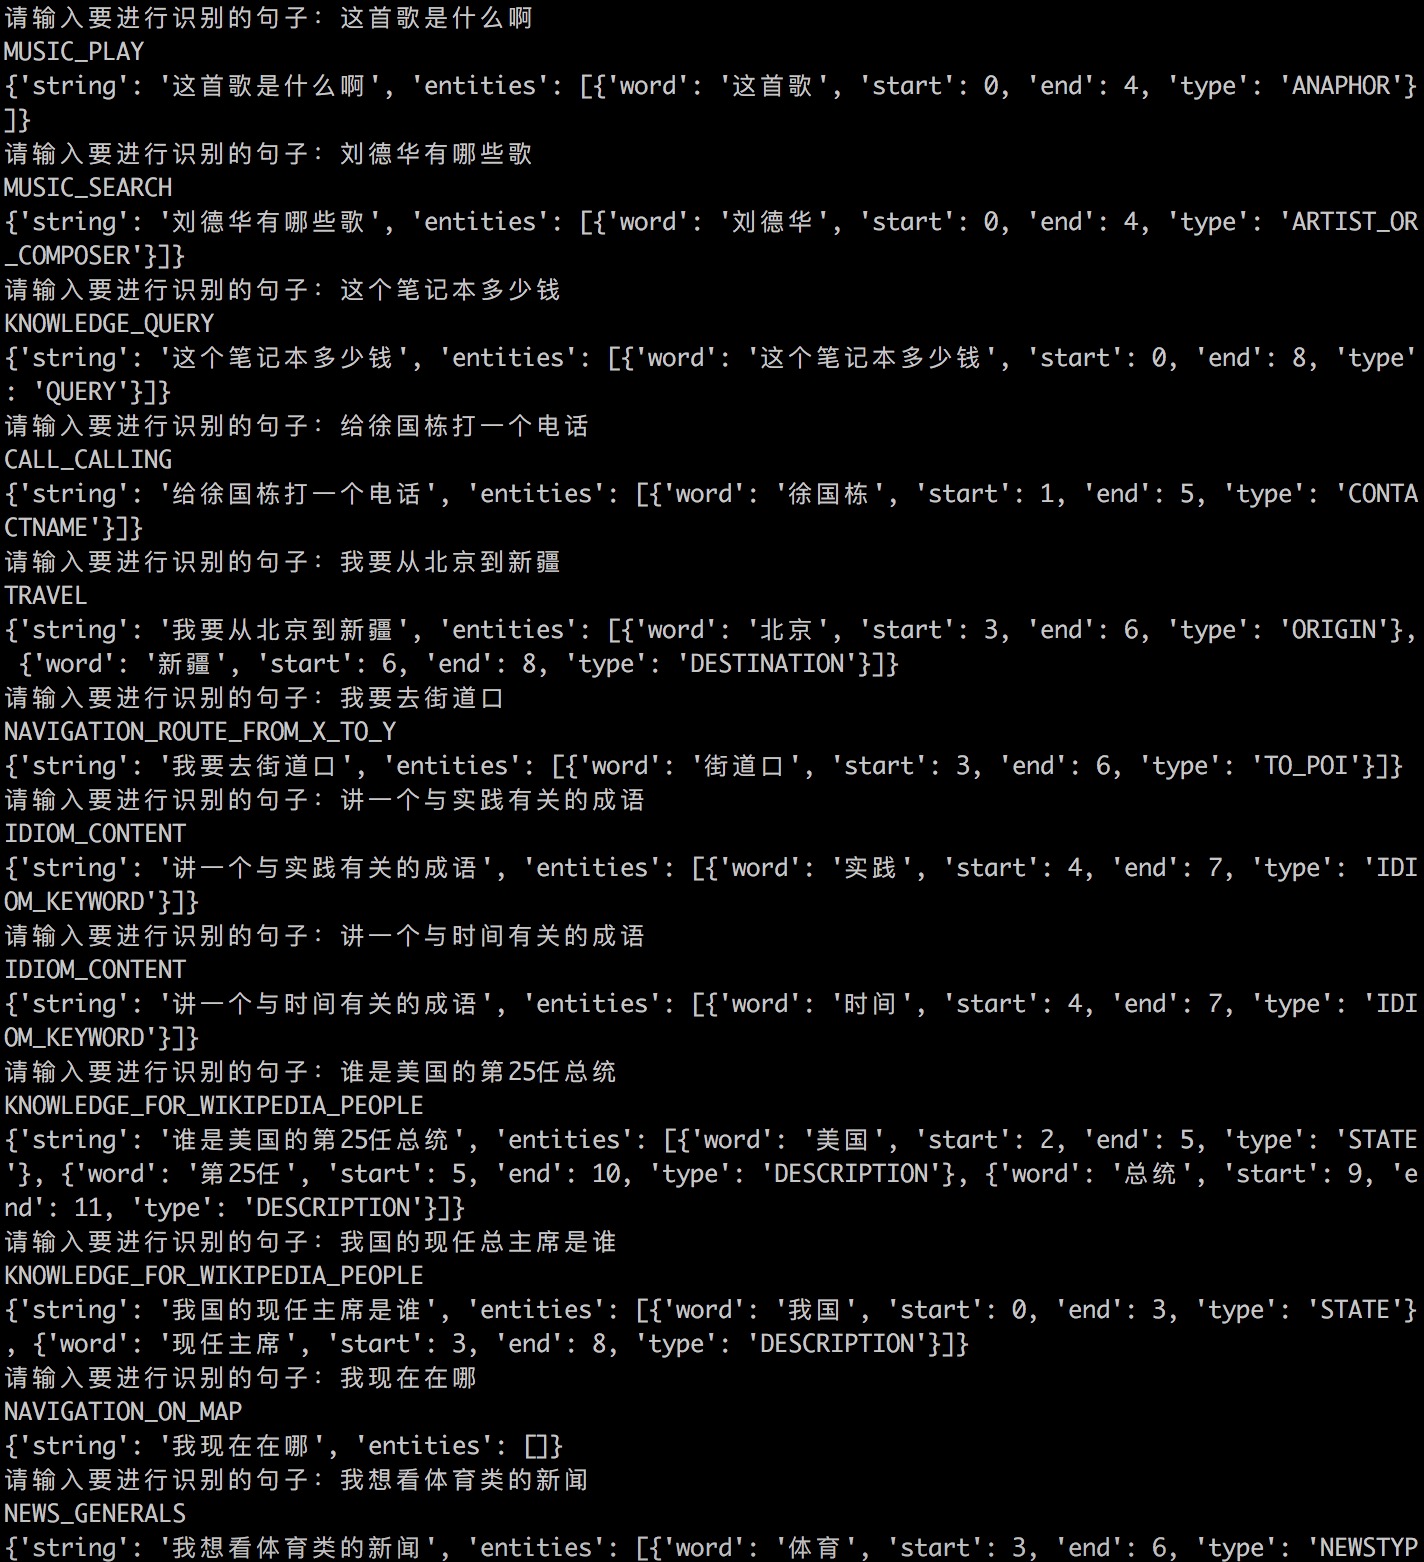 请输入要进行识别的句子：这首歌是什么啊
MUSIC_PLAY
{'string': '这首歌是什么啊', 'entities': [{'word': '这首歌', 'start': 0, 'end': 4, 'type': 'ANAPHOR'}
]}
请输入要进行识别的句子：刘德华有哪些歌
MUSIC_SEARCH
{'string': '刘德华有哪些歌', 'entities': [{'word': '刘德华', 'start': 0, 'end': 4, 'type': 'ARTIST_OR
_COMPOSER'}]}
请输入要进行识别的句子：这个笔记本多少钱
KNOWLEDGE_QUERY
{'string': '这个笔记本多少钱', 'entities': [{'word': '这个笔记本多少钱', 'start': 0, 'end': 8, 'type'
: 'QUERY'}]}
请输入要进行识别的句子：给徐国栋打一个电话
CALL_CALLING
{'string': '给徐国栋打一个电话', 'entities': [{'word': '徐国栋', 'start': 1, 'end': 5, 'type': 'CONTA
CTNAME'}]}
请输入要进行识别的句子：我要从北京到新疆
TRAVEL
{'string': '我要从北京到新疆', 'entities': [{'word': '北京', 'start': 3, 'end': 6, 'type': 'ORIGIN'},
 {'word': '新疆', 'start': 6, 'end': 8, 'type': 'DESTINATION'}]}
请输入要进行识别的句子：我要去街道口
NAVIGATION_ROUTE_FROM_X_TO_Y
{'string': '我要去街道口', 'entities': [{'word': '街道口', 'start': 3, 'end': 6, 'type': 'TO_POI'}]}
请输入要进行识别的句子：讲一个与实践有关的成语
IDIOM_CONTENT
{'string': '讲一个与实践有关的成语', 'entities': [{'word': '实践', 'start': 4, 'end': 7, 'type': 'IDI
OM_KEYWORD'}]}
请输入要进行识别的句子：讲一个与时间有关的成语
IDIOM_CONTENT
{'string': '讲一个与时间有关的成语', 'entities': [{'word': '时间', 'start': 4, 'end': 7, 'type': 'IDI
OM_KEYWORD'}]}
请输入要进行识别的句子：谁是美国的第25任总统
KNOWLEDGE_FOR_WIKIPEDIA_PEOPLE
{'string': '谁是美国的第25任总统', 'entities': [{'word': '美国', 'start': 2, 'end': 5, 'type': 'STATE
'}, {'word': '第25任', 'start': 5, 'end': 10, 'type': 'DESCRIPTION'}, {'word': '总统', 'start': 9, 'e
nd': 11, 'type': 'DESCRIPTION'}]}
请输入要进行识别的句子：我国的现任总主席是谁
KNOWLEDGE_FOR_WIKIPEDIA_PEOPLE
{'string': '我国的现任主席是谁', 'entities': [{'word': '我国', 'start': 0, 'end': 3, 'type': 'STATE'}
, {'word': '现任主席', 'start': 3, 'end': 8, 'type': 'DESCRIPTION'}]}
请输入要进行识别的句子：我现在在哪
NAVIGATION_ON_MAP
{'string': '我现在在哪', 'entities': []}
请输入要进行识别的句子：我想看体育类的新闻
NEWS_GENERALS
{'string': '我想看体育类的新闻', 'entities': [{'word': '体育', 'start': 3, 'end': 6, 'type': 'NEWSTYP